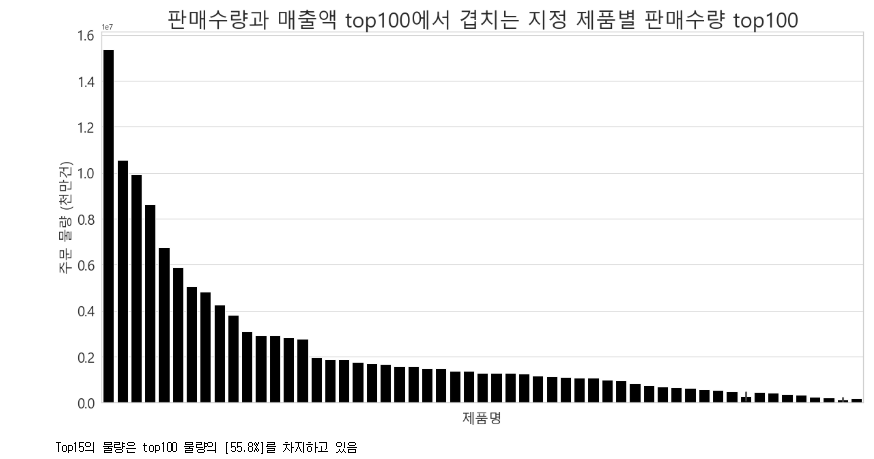 판매수량과 매출액 top100에서 겹치는 지정 제품별 판매수량 top100
1e7
1.6
1.4
1.2
1.0
0.8
0.6
0.4
0.2
0.0
주문 물량 (천만건)
제품명
Top15의 물량은 top100 물량의 [55.8%]를 차지하고 있음